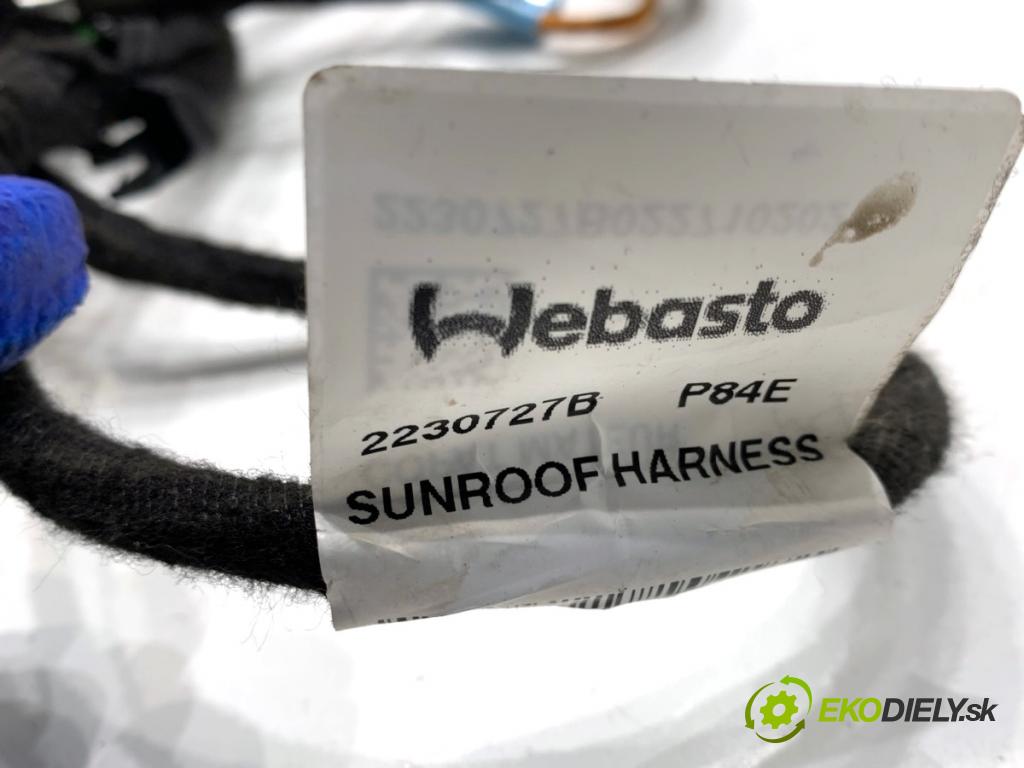 Webasto
2230727B P84E
SUNROOF HARNESS
EKODIELY.sk